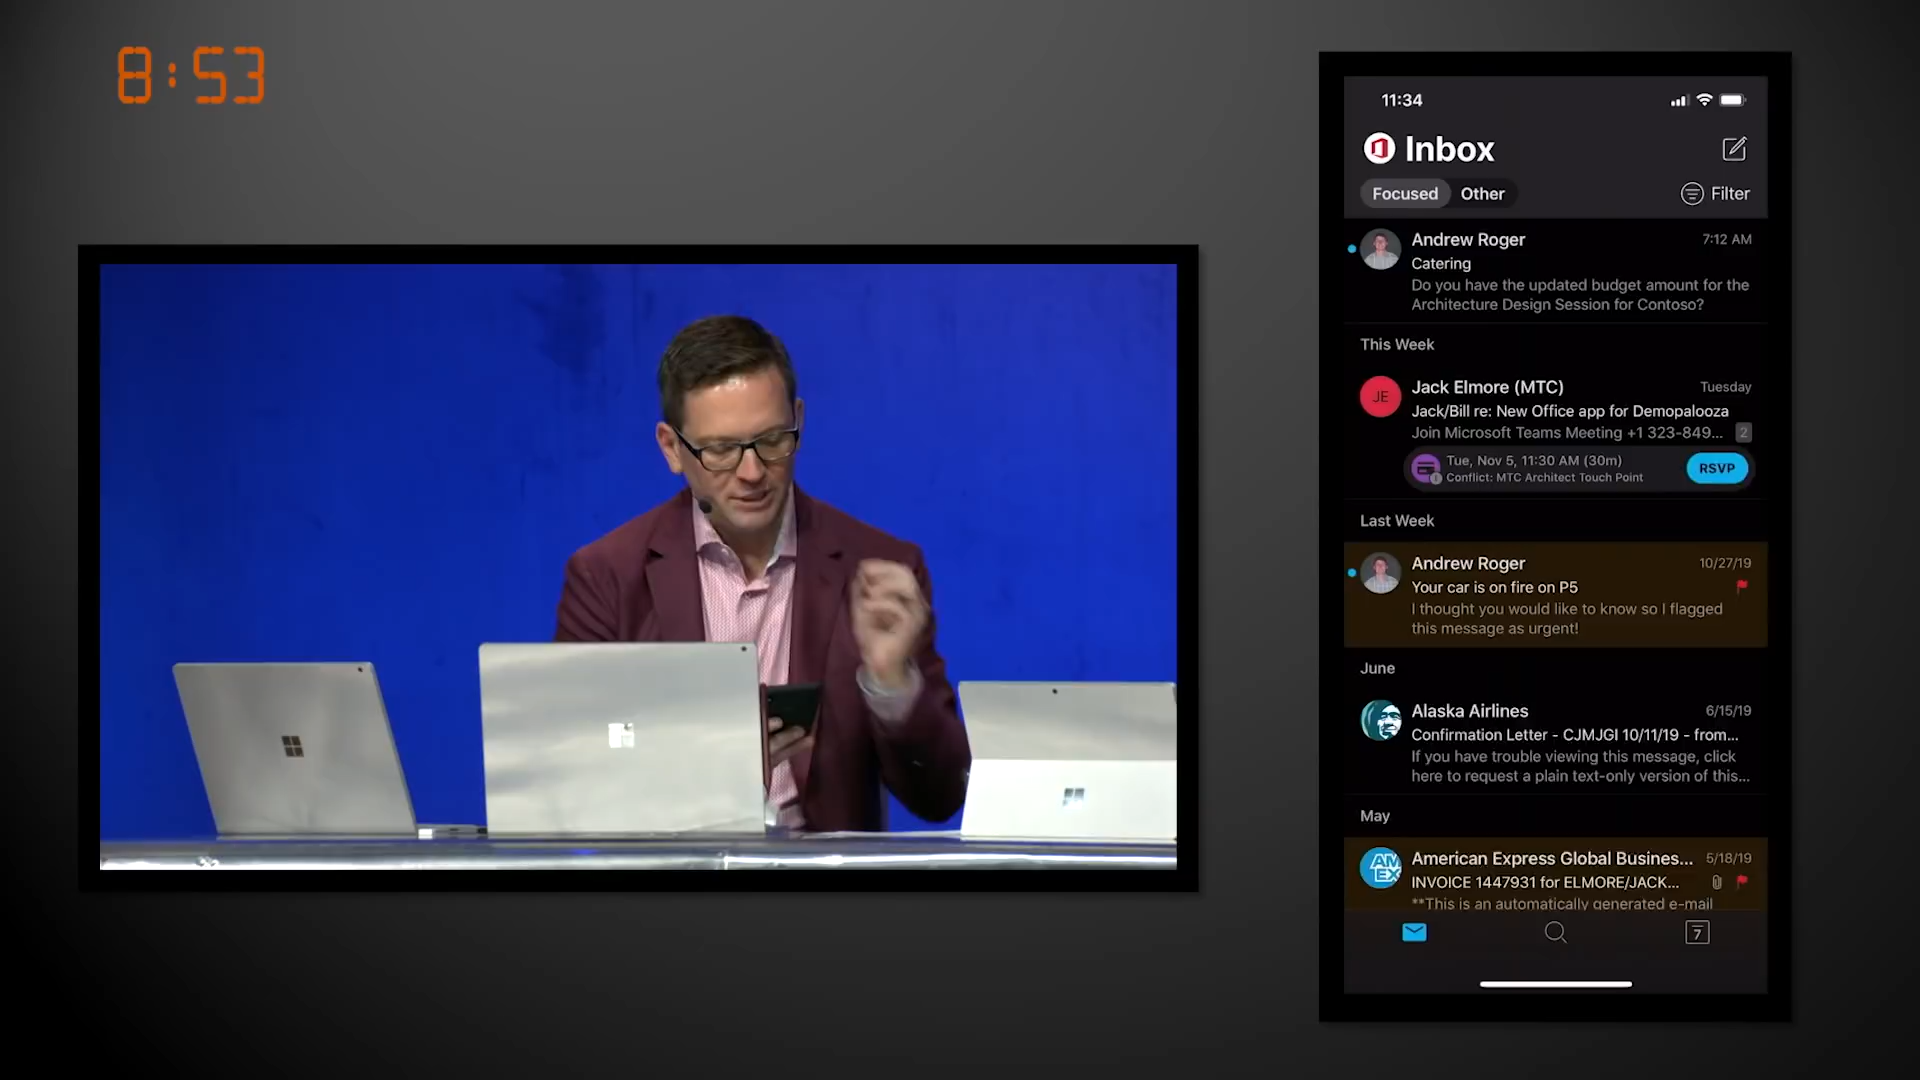 8:53
11:34
Inbox
Focused
Other
Filter
Andrew Roger
7:12 AM
Catering
Do you have the updated budget amount for the
Architecture Design Session for Contoso?
This Week
JE
Jack Elmore (MTC)
Tuesday
Jack/Bill re: New Office app for Demopalooza
Join Microsoft Teams Meeting +1 323-849...
2
Tue, Nov 5, 11:30 AM (30m)
Conflict: MTC Architect Touch Point
RSVP
Last Week
Andrew Roger
10/27/19
Your car is on fire on P5
I thought you would like to know so I flagged
this message as urgent!
June
Alaska Airlines
6/15/19
Confirmation Letter - CJMJGI 10/11/19 - from...
If you have trouble viewing this message, click
here to request a plain text-only version of this...
May
AM
EX
American Express Global Busines...
5/18/19
INVOICE 1447931 for ELMORE/JACK...
**This is an automatically generated e-mail
7